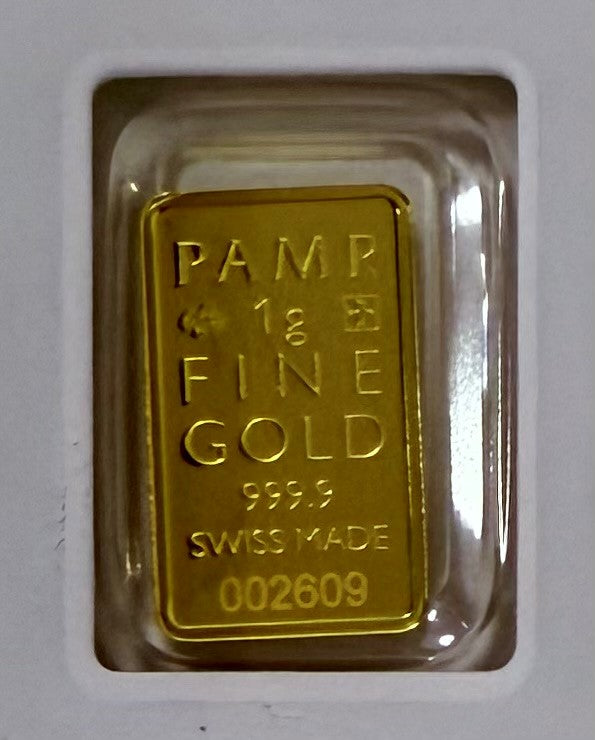 PAMP
1g
FINE
GOLD
999.9
SWISS MADE
002609